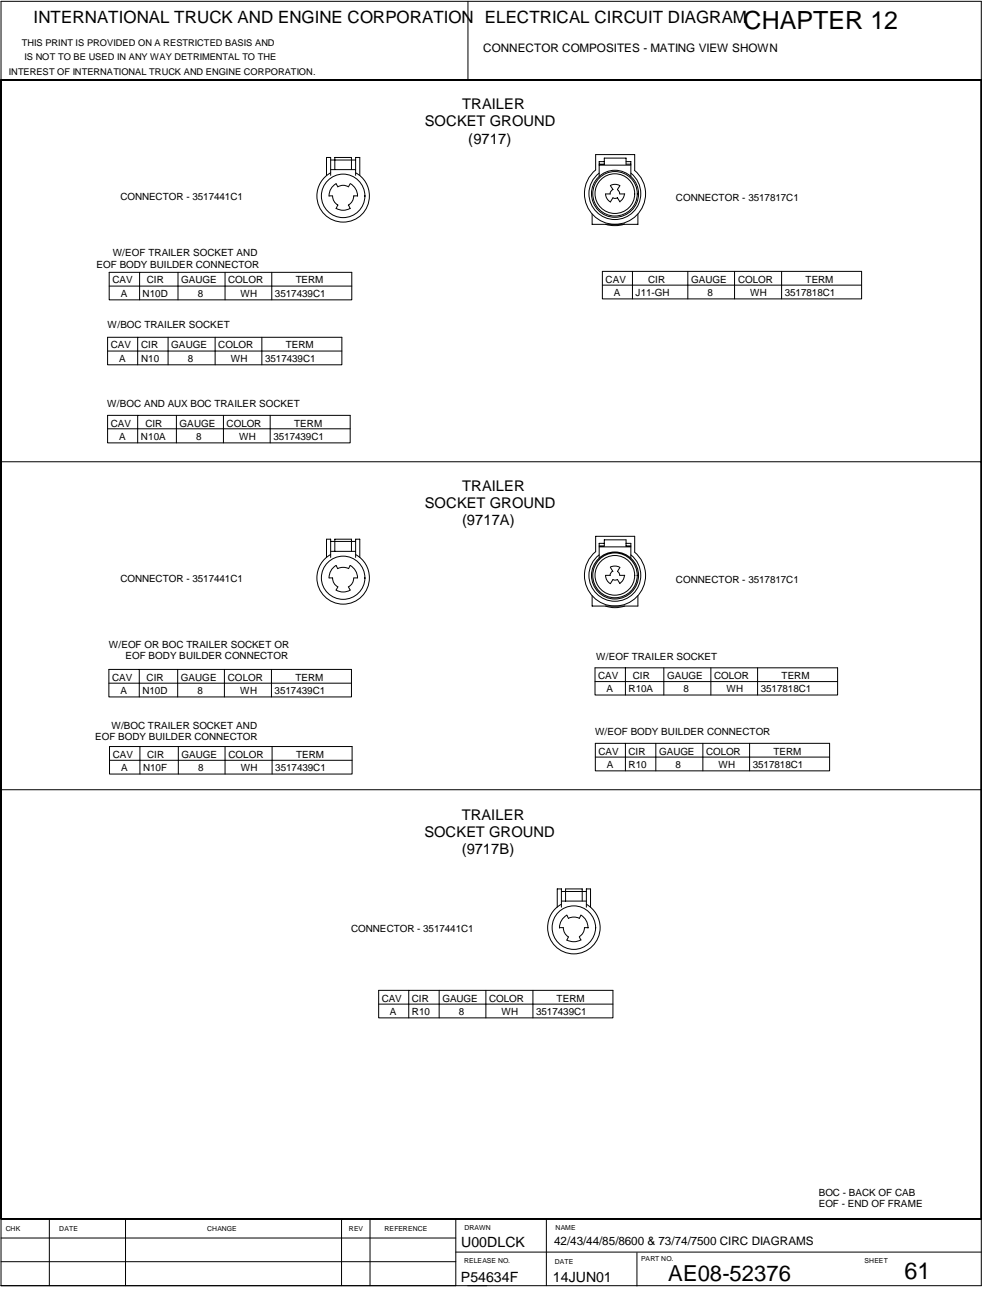 INTERNATIONAL TRUCK AND ENGINE CORPORATION
THIS PRINT IS PROVIDED ON A RESTRICTED BASIS AND
IS NOT TO BE USED IN ANY WAY DETRIMENTAL TO THE
INTEREST OF INTERNATIONAL TRUCK AND ENGINE CORPORATION.
ELECTRICAL CIRCUIT DIAGRAM
CHAPTER 12
CONNECTOR COMPOSITES - MATING VIEW SHOWN
TRAILER
SOCKET GROUND
(9717)
CONNECTOR - 3517441C1
CONNECTOR - 3517817C1
W/EOF TRAILER SOCKET AND
EOF BODY BUILDER CONNECTOR
CAV CIR GAUGE COLOR TERM
A N10D 8 WH 3517439C1
CAV CIR GAUGE COLOR TERM
A J11-GH 8 WH 3517818C1
W/BOC TRAILER SOCKET
CAV CIR GAUGE COLOR TERM
A N10 8 WH 3517439C1
W/BOC AND AUX BOC TRAILER SOCKET
CAV CIR GAUGE COLOR TERM
A N10A 8 WH 3517439C1
TRAILER
SOCKET GROUND
(9717A)
CONNECTOR - 3517441C1
CONNECTOR - 3517817C1
W/EOF OR BOC TRAILER SOCKET OR
EOF BODY BUILDER CONNECTOR
CAV CIR GAUGE COLOR TERM
A N10D 8 WH 3517439C1
W/BOC TRAILER SOCKET AND
EOF BODY BUILDER CONNECTOR
CAV CIR GAUGE COLOR TERM
A N10F 8 WH 3517439C1
W/EOF TRAILER SOCKET
CAV CIR GAUGE COLOR TERM
A R10A 8 WH 3517818C1
W/EOF BODY BUILDER CONNECTOR
CAV CIR GAUGE COLOR TERM
A R10 8 WH 3517818C1
TRAILER
SOCKET GROUND
(9717B)
CONNECTOR - 3517441C1
CAV CIR GAUGE COLOR TERM
A R10 8 WH 3517439C1
BOC - BACK OF CAB
EOF - END OF FRAME
CHK DATE CHANGE REV REFERENCE
DRAWN
U00DLCK
NAME
42/43/44/85/8600 & 73/74/7500 CIRC DIAGRAMS
RELEASE NO.
P54634F
DATE
14JUN01
PART NO.
AE08-52376
SHEET
61